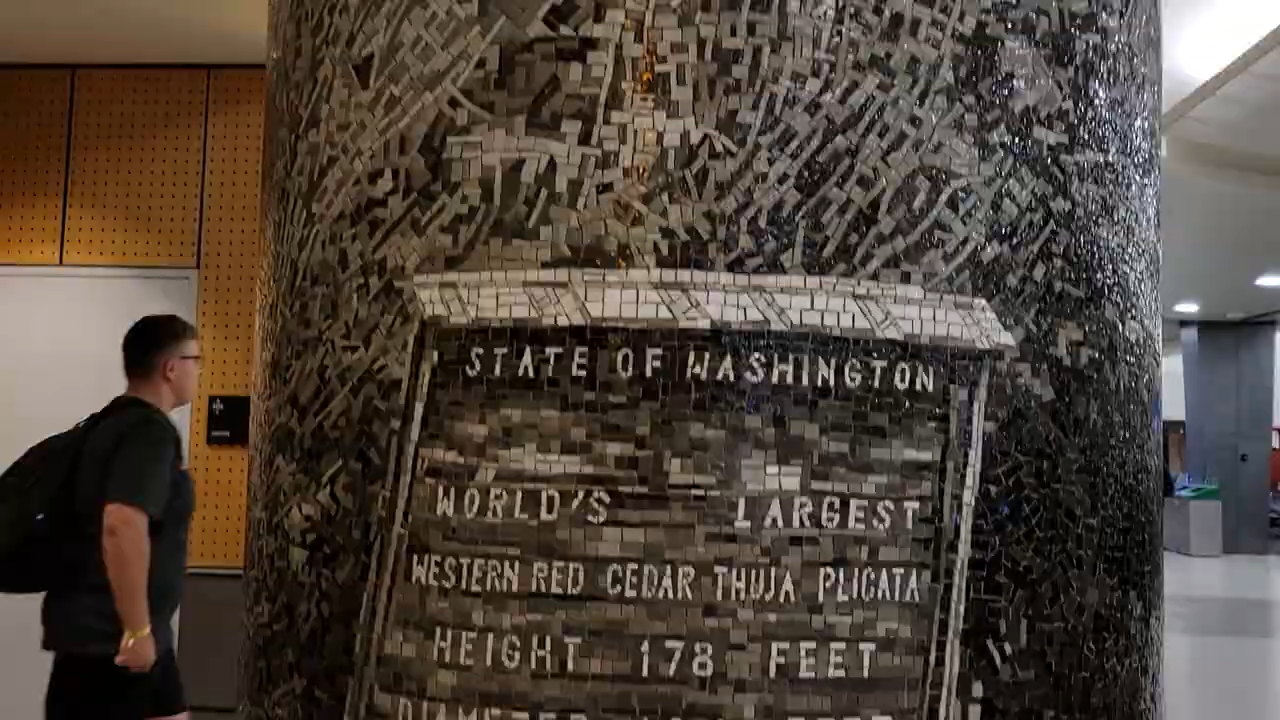 STATE OF WASHINGTON
WORLD'S LARGEST
WESTERN RED CEDAR THUJA PLICATA
HEIGHT 178 FEET